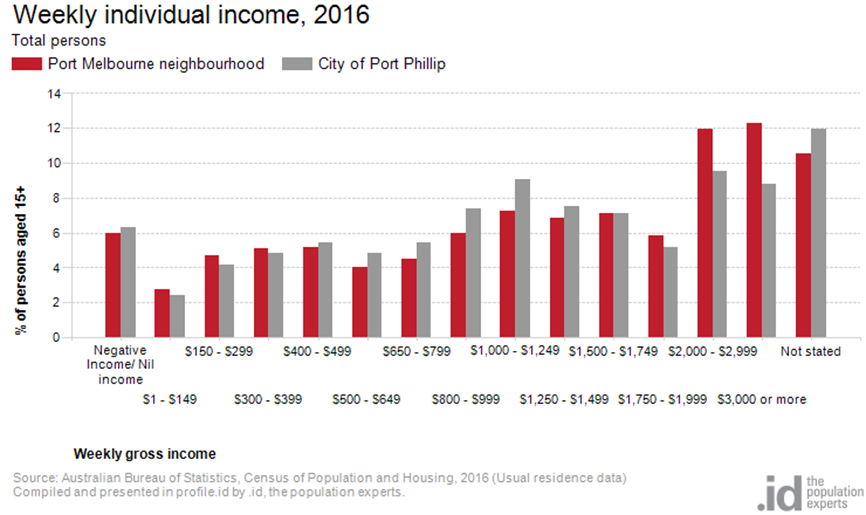 Weekly individual income, 2016
Total persons
Port Melbourne neighbourhood City of Port Phillip
14
12
10
8
6
4
2
0
% of persons aged 15+
Negative Income/ Nil income
$1 - $149
$150 - $299
$300 - $399
$400 - $499
$500 - $649
$650 - $799
$800 - $999
$1,000 - $1,249
$1,250 - $1,499
$1,500 - $1,749
$1,750 - $1,999
$2,000 - $2,999
$3,000 or more
Not stated
Weekly gross income
Source: Australian Bureau of Statistics, Census of Population and Housing, 2016 (Usual residence data)
Compiled and presented in profile.id by .id, the population experts.
.id the population experts